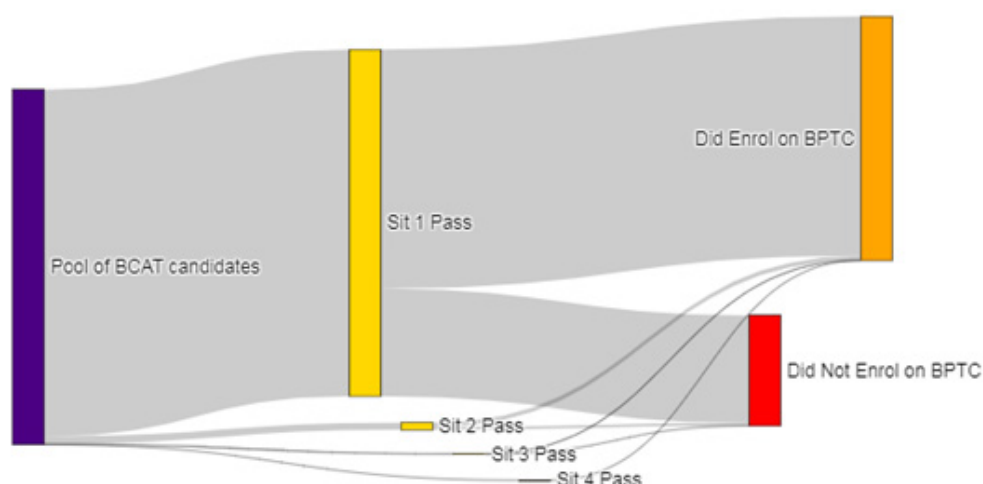 Did Enrol on BPTC
Sit 1 Pass
Pool of BCAT candidates
Did Not Enrol on BPTC
Sit 2 Pass
Sit 3 Pass
Sit 4 Pass